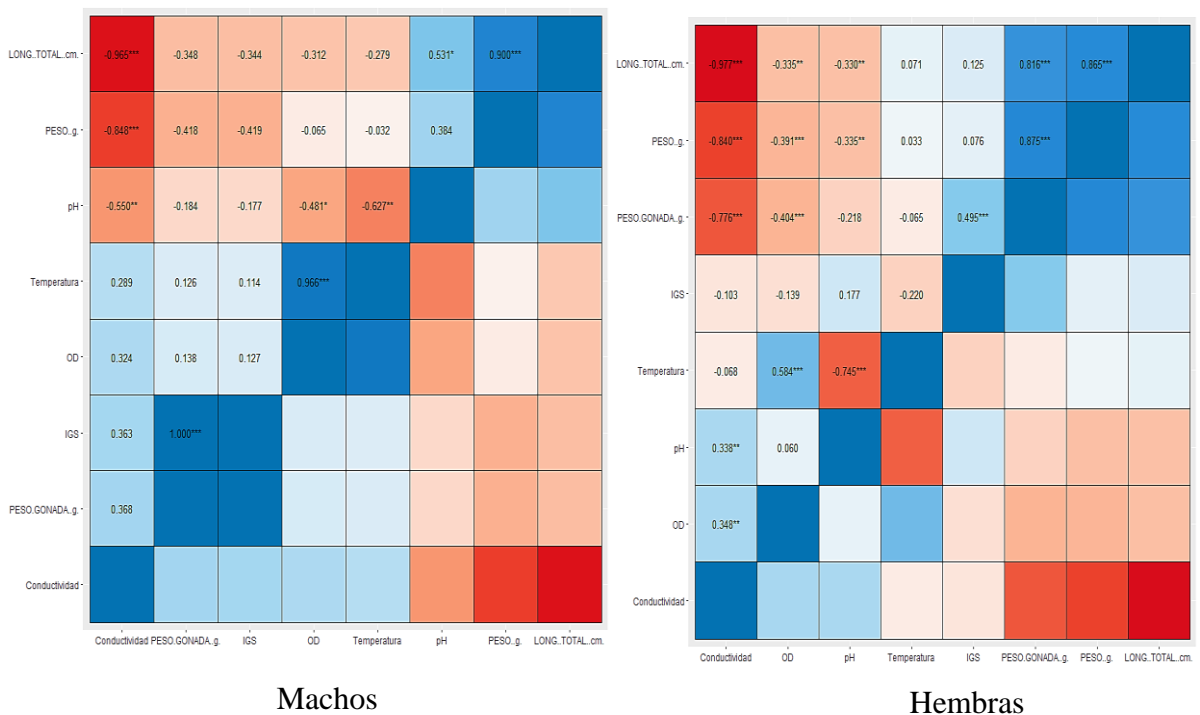 LONG..TOTAL..cm. -0.965*** -0.348 -0.344 -0.312 -0.279 0.531* 0.900***
PESO..g. -0.848*** -0.418 -0.419 -0.065 -0.032 0.384
pH -0.550** -0.184 -0.177 -0.481* -0.627**
Temperatura 0.289 0.126 0.114 0.966***
OD 0.324 0.138 0.127
IGS 0.363 1.000***
PESO.GONADA..g. 0.368
Conductividad
Conductividad PESO.GONADA..g. IGS OD Temperatura pH PESO..g. LONG..TOTAL..cm.
Machos
LONG..TOTAL..cm. -0.977*** -0.335** -0.330** 0.071 0.125 0.816*** 0.865***
PESO..g. -0.840*** -0.391*** -0.335** 0.033 0.076 0.875***
PESO.GONADA..g. -0.776*** -0.404*** -0.218 -0.065 0.495***
IGS -0.103 -0.139 0.177 -0.220
Temperatura -0.068 0.584*** -0.745***
pH 0.338** 0.060
OD 0.348**
Conductividad
Conductividad OD pH Temperatura IGS PESO.GONADA..g. PESO..g. LONG..TOTAL..cm.
Hembras